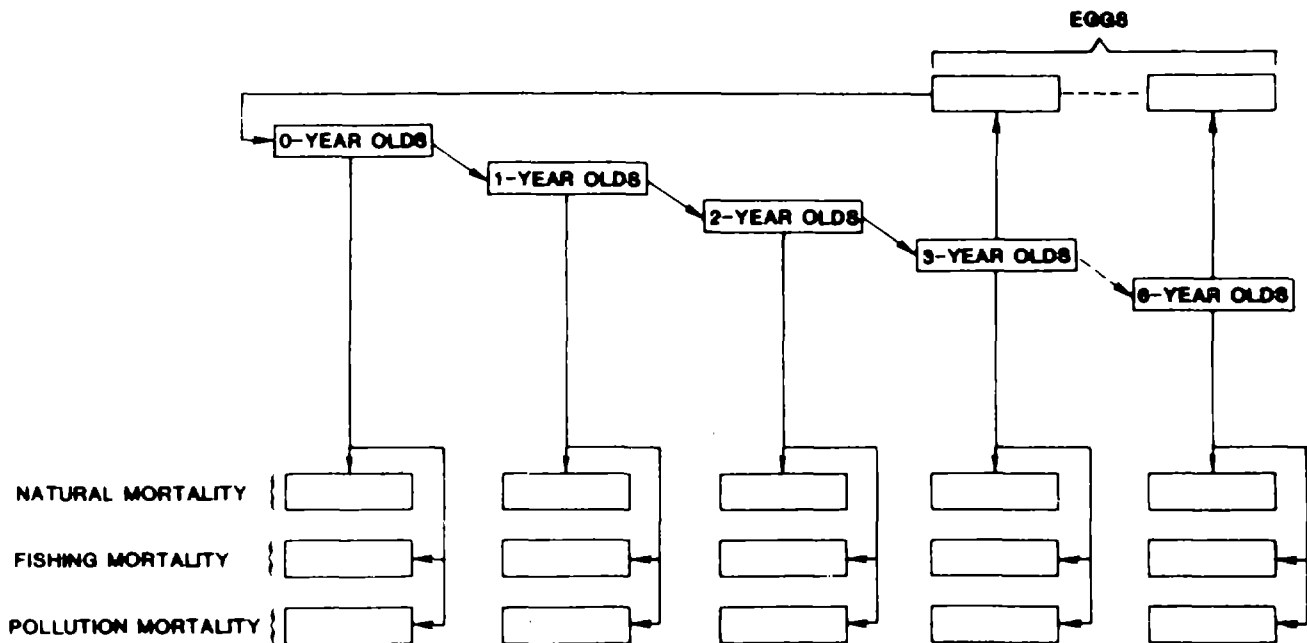 EGGS
0-YEAR OLDS
1-YEAR OLDS
2-YEAR OLDS
3-YEAR OLDS
6-YEAR OLDS
NATURAL MORTALITY
FISHING MORTALITY
POLLUTION MORTALITY